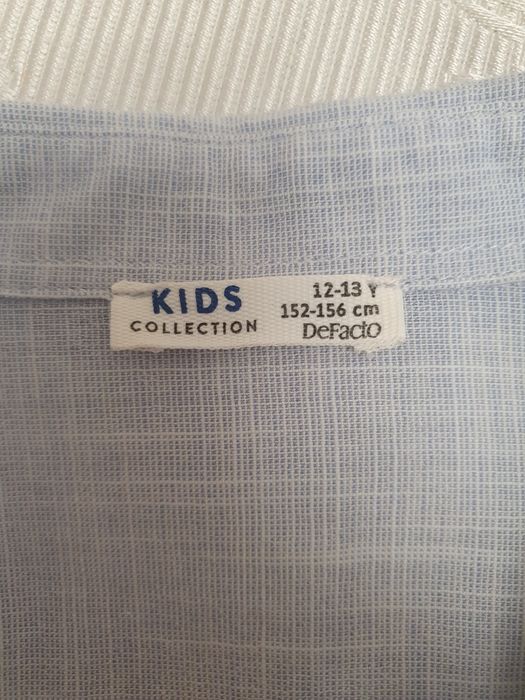 KIDS
COLLECTION
12-13 Y
152-156 cm
DeFacto